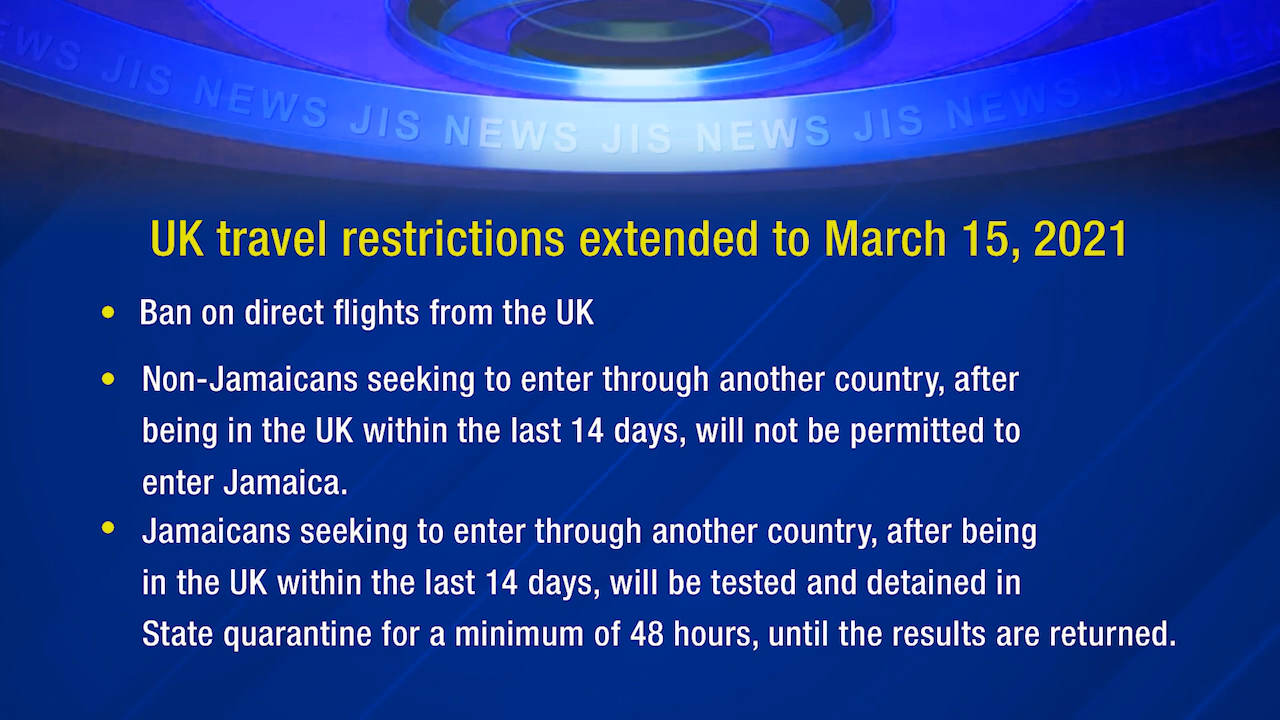 EWS JIS NEWS JIS NEWS JIS NEWS JIS NEWS JIS NEW
UK travel restrictions extended to March 15, 2021
• Ban on direct flights from the UK
• Non-Jamaicans seeking to enter through another country, after
being in the UK within the last 14 days, will not be permitted to
enter Jamaica.
• Jamaicans seeking to enter through another country, after being
in the UK within the last 14 days, will be tested and detained in
State quarantine for a minimum of 48 hours, until the results are returned.